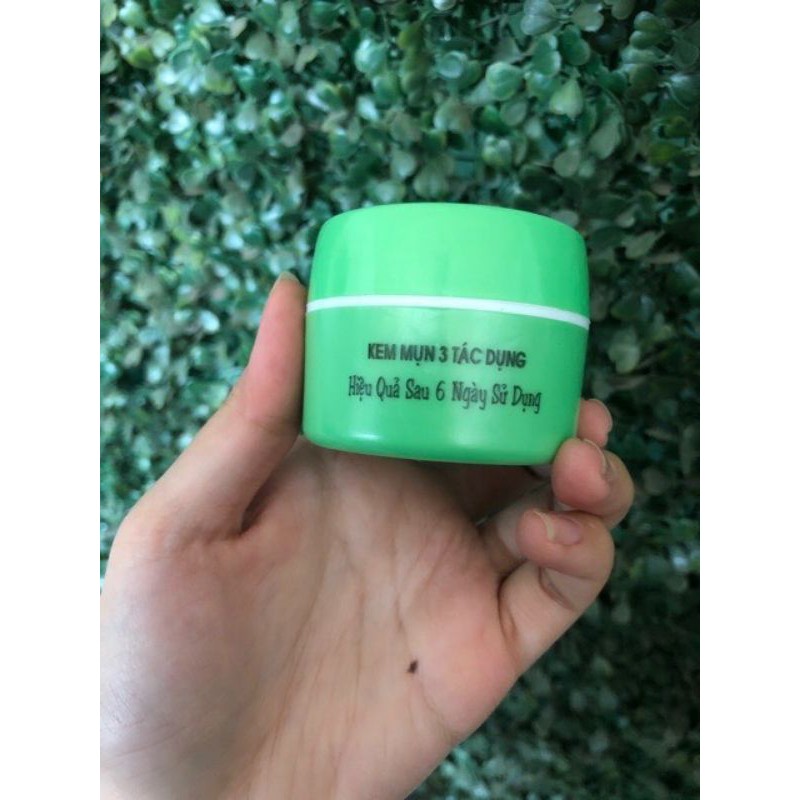 KEM MỤN 3 TÁC DỤNG
Hiệu Quả Sau 6 Ngày Sử Dụng